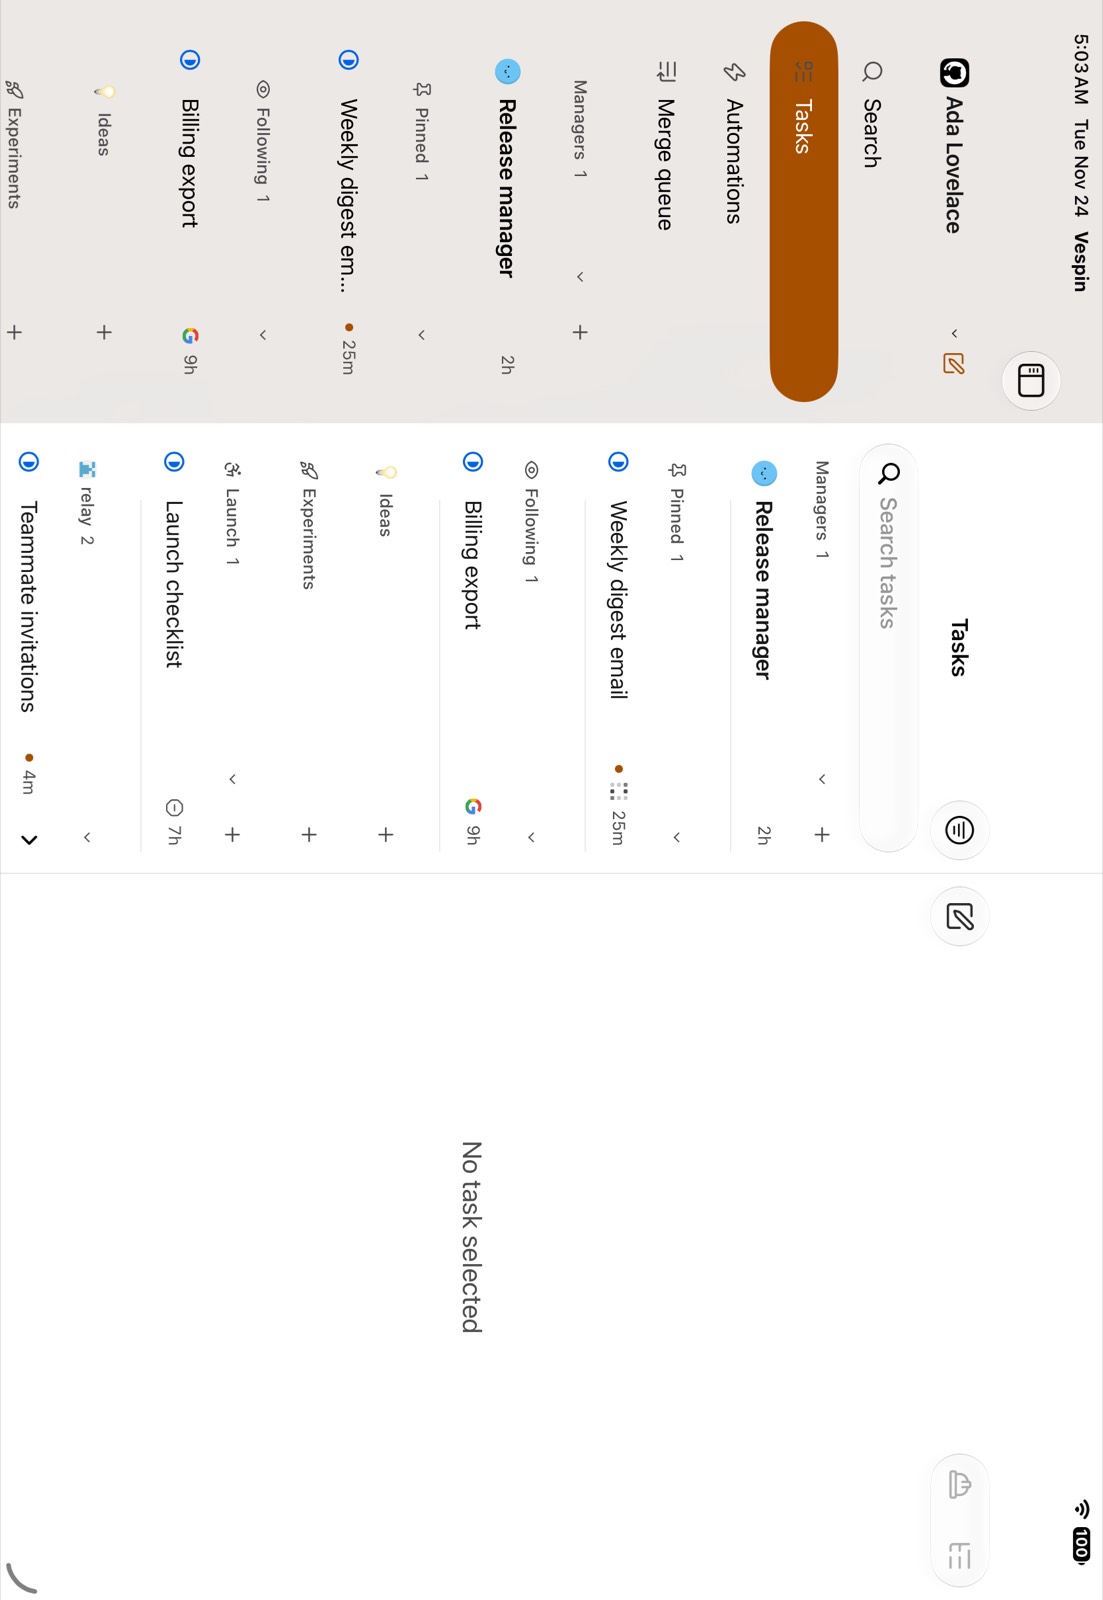 5:03 AM Tue Nov 24 Vespin
100
Ada Lovelace
Search
Tasks
Automations
Merge queue
Managers 1
Release manager 2h
Pinned 1
Weekly digest em... 25m
Following 1
Billing export 9h
Ideas
Experiments
Tasks
Search tasks
Managers 1
Release manager 2h
Pinned 1
Weekly digest email 25m
Following 1
Billing export 9h
Ideas
Experiments
Launch 1
Launch checklist 7h
relay 2
Teammate invitations 4m
No task selected